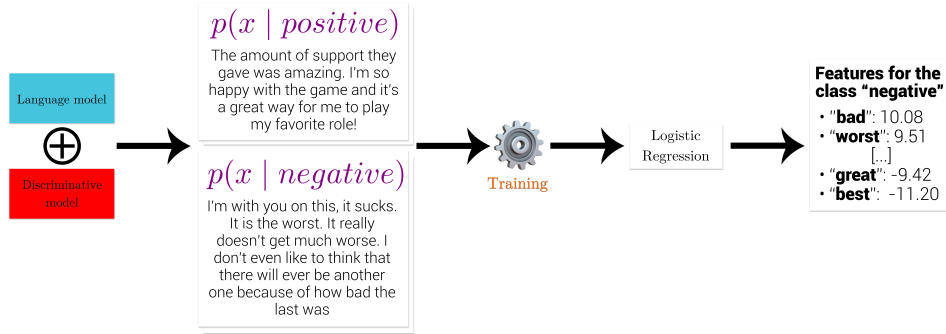 Language model
⊕
Discriminative
model
p(x | positive)
The amount of support they
gave was amazing. I'm so
happy with the game and it's
a great way for me to play
my favorite role!
p(x | negative)
I'm with you on this, it sucks.
It is the worst. It really
doesn't get much worse. I
don't even like to think that
there will ever be another
one because of how bad the
last was
Training
Logistic
Regression
Features for the
class “negative”
• “bad”: 10.08
• “worst”: 9.51
[...]
• “great”: -9.42
• “best”: -11.20